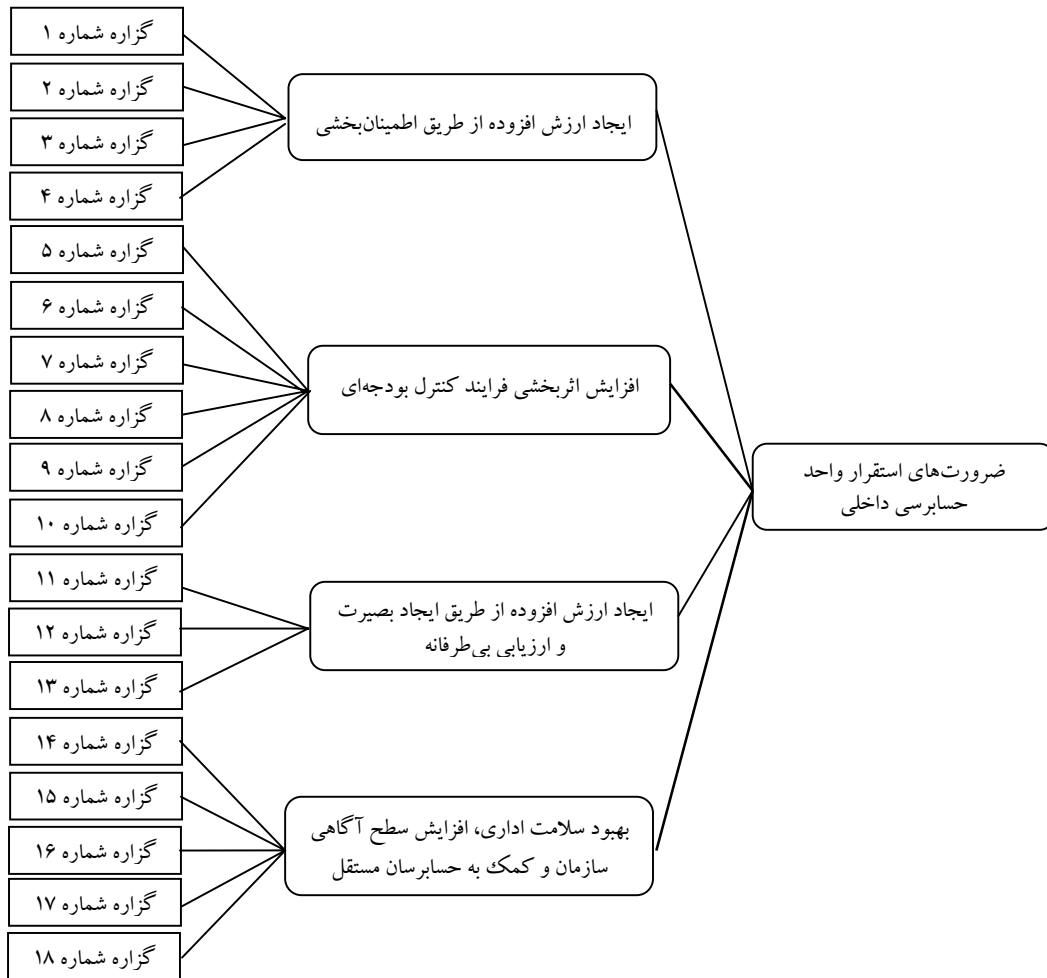 گزاره شماره ۱
گزاره شماره ۲
گزاره شماره ۳
گزاره شماره ۴
گزاره شماره ۵
گزاره شماره ۶
گزاره شماره ۷
گزاره شماره ۸
گزاره شماره ۹
گزاره شماره ۱۰
گزاره شماره ۱۱
گزاره شماره ۱۲
گزاره شماره ۱۳
گزاره شماره ۱۴
گزاره شماره ۱۵
گزاره شماره ۱۶
گزاره شماره ۱۷
گزاره شماره ۱۸
ایجاد ارزش افزوده از طریق اطمینان‌بخشی
افزایش اثربخشی فرایند کنترل بودجه‌ای
ایجاد ارزش افزوده از طریق ایجاد بصیرت
و ارزیابی بی‌طرفانه
بهبود سلامت اداری، افزایش سطح آگاهی
سازمان و کمک به حسابرسان مستقل
ضرورت‌های استقرار واحد
حسابرسی داخلی